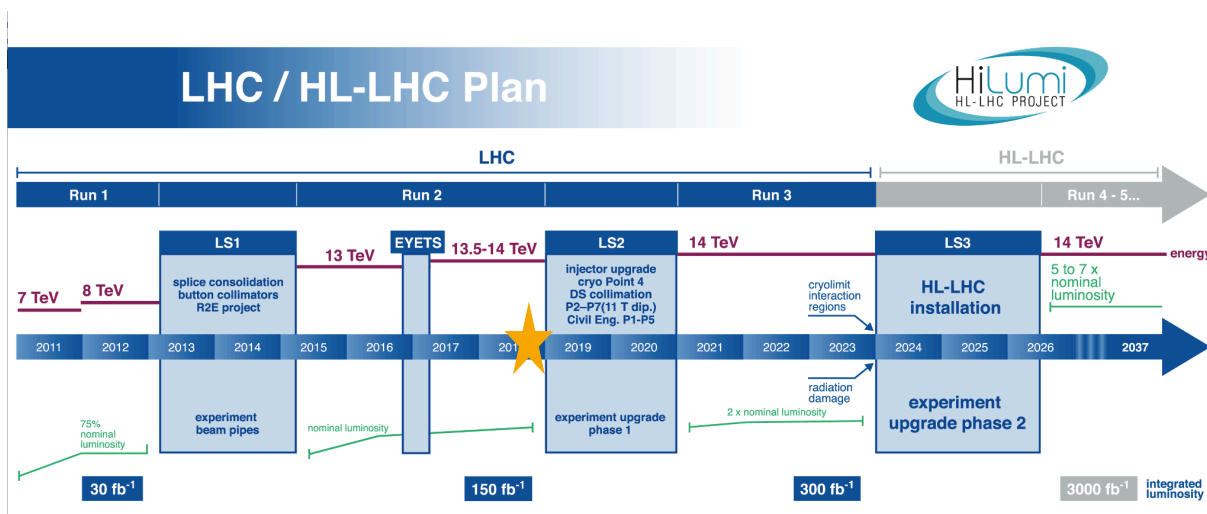 LHC / HL-LHC Plan
HiLumi
HL-LHC PROJECT
LHC
HL-LHC
Run 1
Run 2
Run 3
Run 4 - 5...
LS1
EYETS
LS2
LS3
7 TeV
8 TeV
13 TeV
13.5-14 TeV
14 TeV
14 TeV
energy
splice consolidation
button collimators
R2E project
injector upgrade
cryo Point 4
DS collimation
P2–P7(11 T dip.)
Civil Eng. P1-P5
cryolimit
interaction
regions
HL-LHC
installation
5 to 7 x
nominal
luminosity
2011 2012 2013 2014 2015 2016 2017 2019 2020 2021 2022 2023 2024 2025 2026 2037
radiation
damage
75%
nominal
luminosity
experiment
beam pipes
nominal luminosity
experiment upgrade
phase 1
2 x nominal luminosity
experiment
upgrade phase 2
30 fb⁻¹
150 fb⁻¹
300 fb⁻¹
3000 fb⁻¹
integrated
luminosity